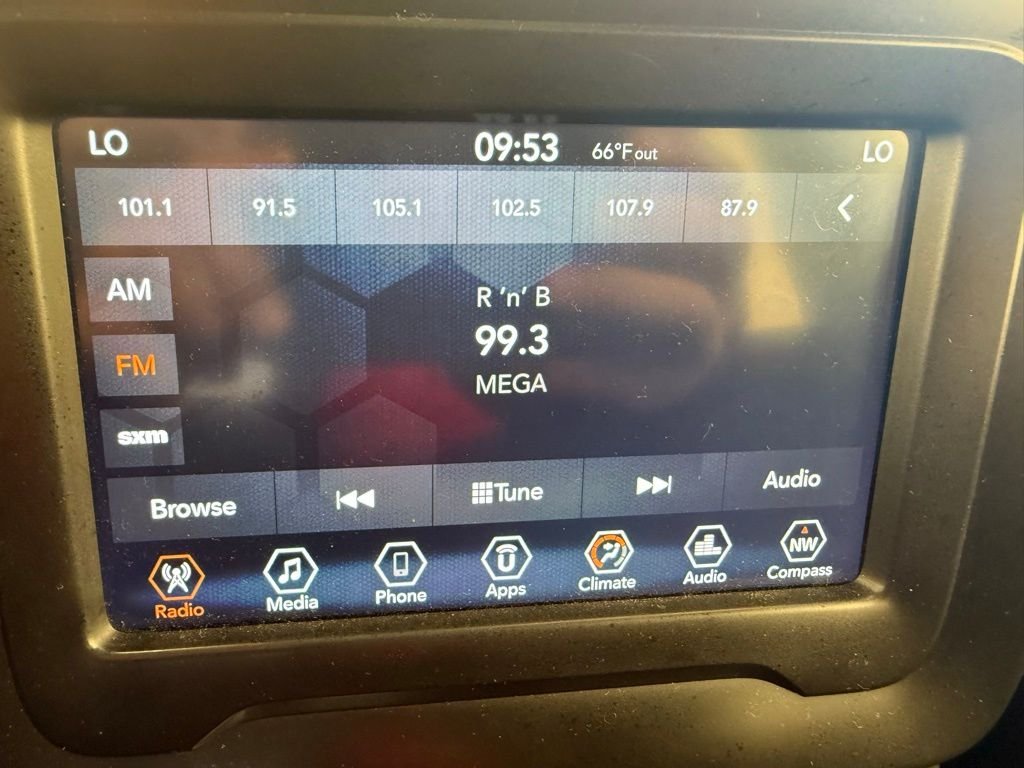 LO 09:53 66°F out LO
101.1 91.5 105.1 102.5 107.9 87.9
AM
R 'n' B
99.3
FM
MEGA
sxm
Browse Tune Audio
NW
Radio Media Phone Apps Climate Audio Compass